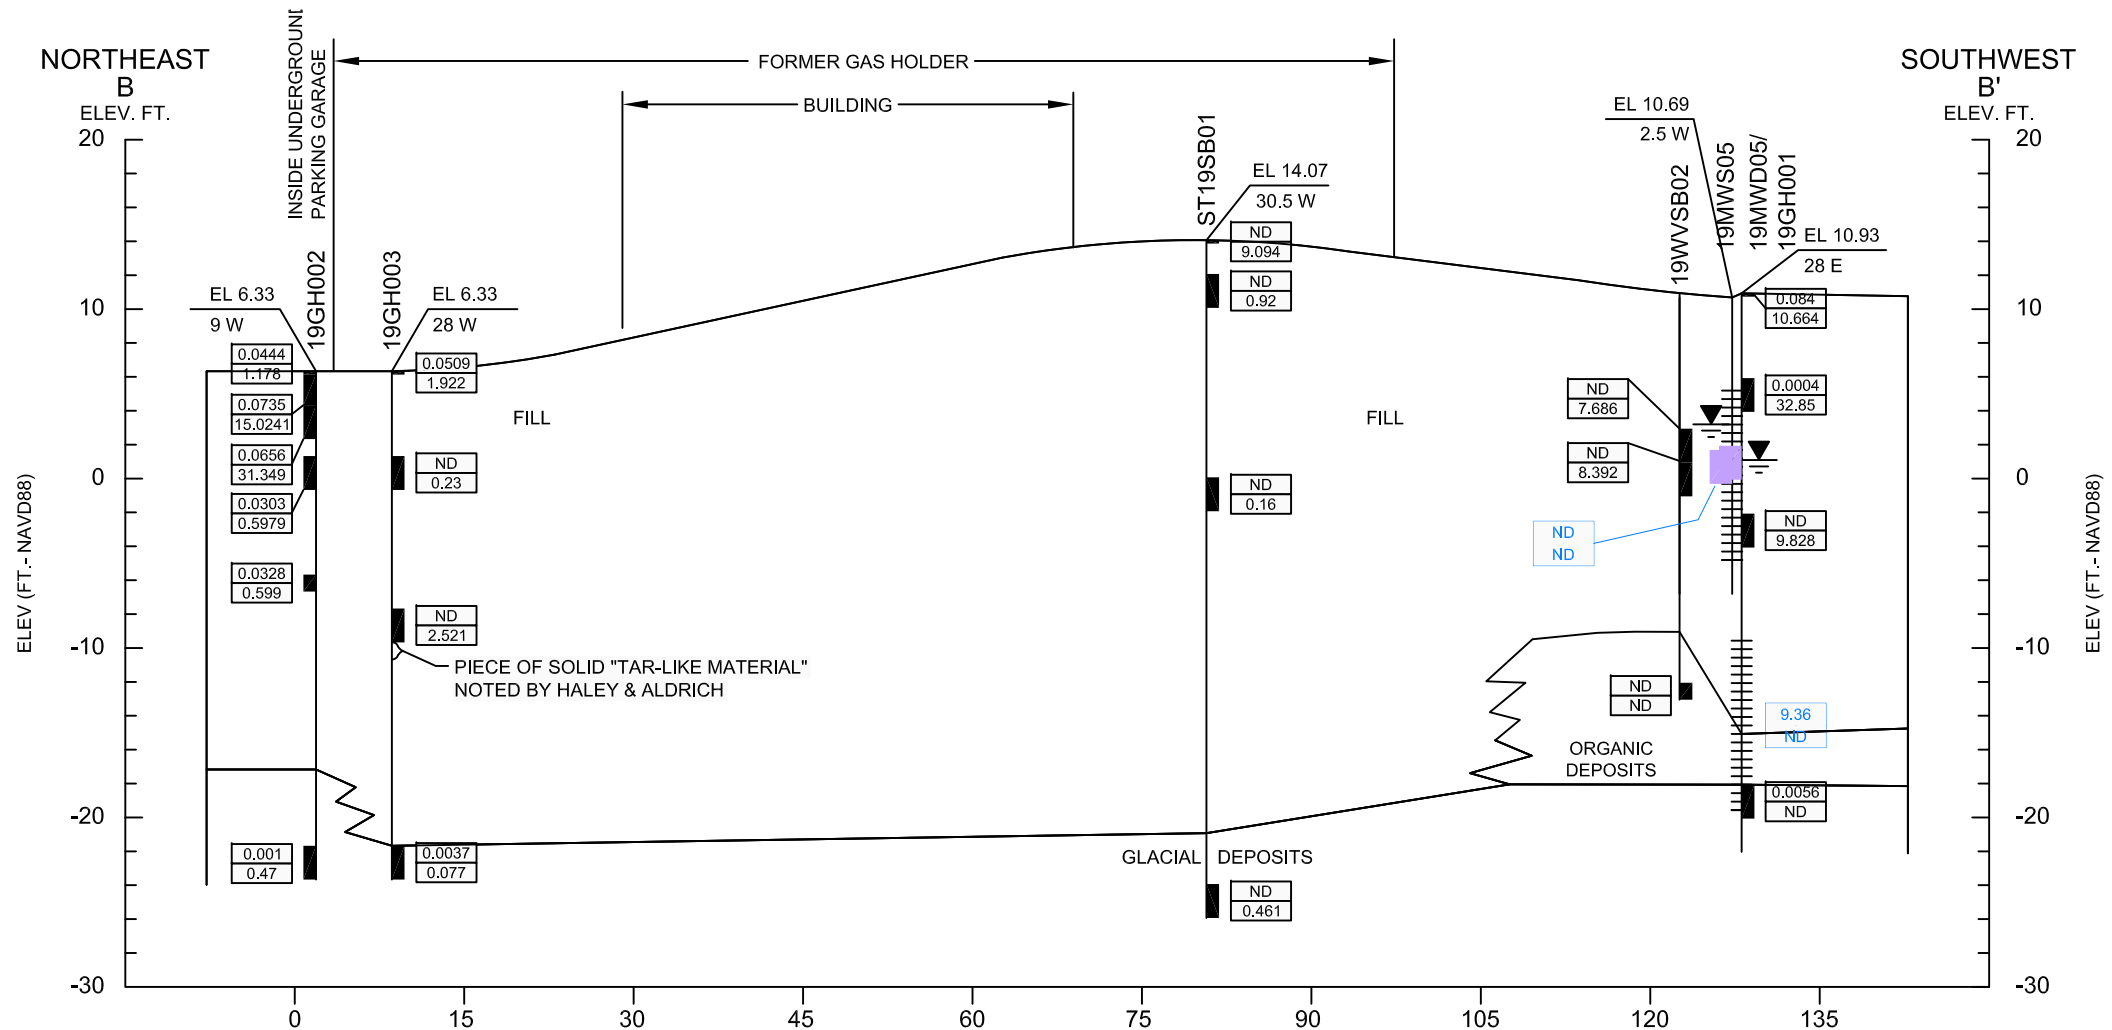 NORTHEAST
B
ELEV. FT.
SOUTHWEST
B'
ELEV. FT.
INSIDE UNDERGROUND
PARKING GARAGE
FORMER GAS HOLDER
BUILDING
19GH002
19GH003
ST19SB01
19WVSB02
19MWS05
19MWD05/
19GH001
EL 6.33
9 W
EL 6.33
28 W
EL 14.07
30.5 W
EL 10.69
2.5 W
EL 10.93
28 E
20
10
0
-10
-20
-30
ELEV (FT.- NAVD88)
0.0444
1.178
0.0735
15.0241
0.0656
31.349
0.0303
0.5979
0.0328
0.599
0.001
0.47
0.0509
1.922
ND
0.23
ND
2.521
0.0037
0.077
PIECE OF SOLID "TAR-LIKE MATERIAL"
NOTED BY HALEY & ALDRICH
FILL
FILL
ND
9.094
ND
0.92
ND
0.16
ND
0.461
GLACIAL DEPOSITS
ND
7.686
ND
8.392
ND
ND
ND
ND
ORGANIC
DEPOSITS
0.084
10.664
0.0004
32.85
ND
9.828
9.36
ND
0.0056
ND
20
10
0
-10
-20
-30
ELEV (FT.- NAVD88)
0 15 30 45 60 75 90 105 120 135